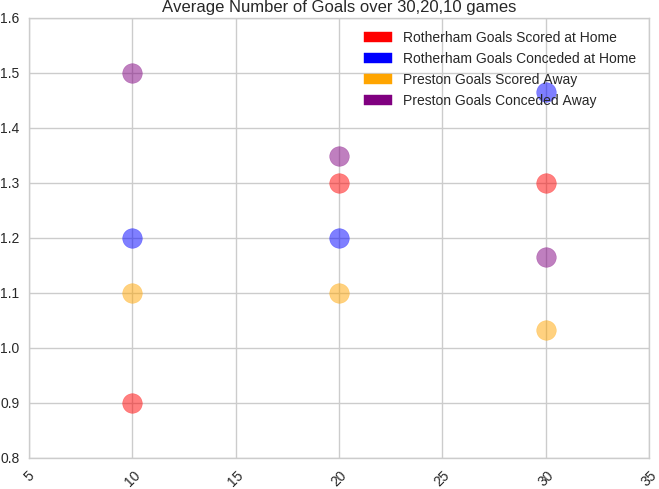 Average Number of Goals over 30,20,10 games
1.6
Rotherham Goals Scored at Home
Rotherham Goals Conceded at Home
Preston Goals Scored Away
Preston Goals Conceded Away
1.5
1.4
1.3
1.2
1.1
1.0
0.9
0.8
5 10 15 20 25 30 35